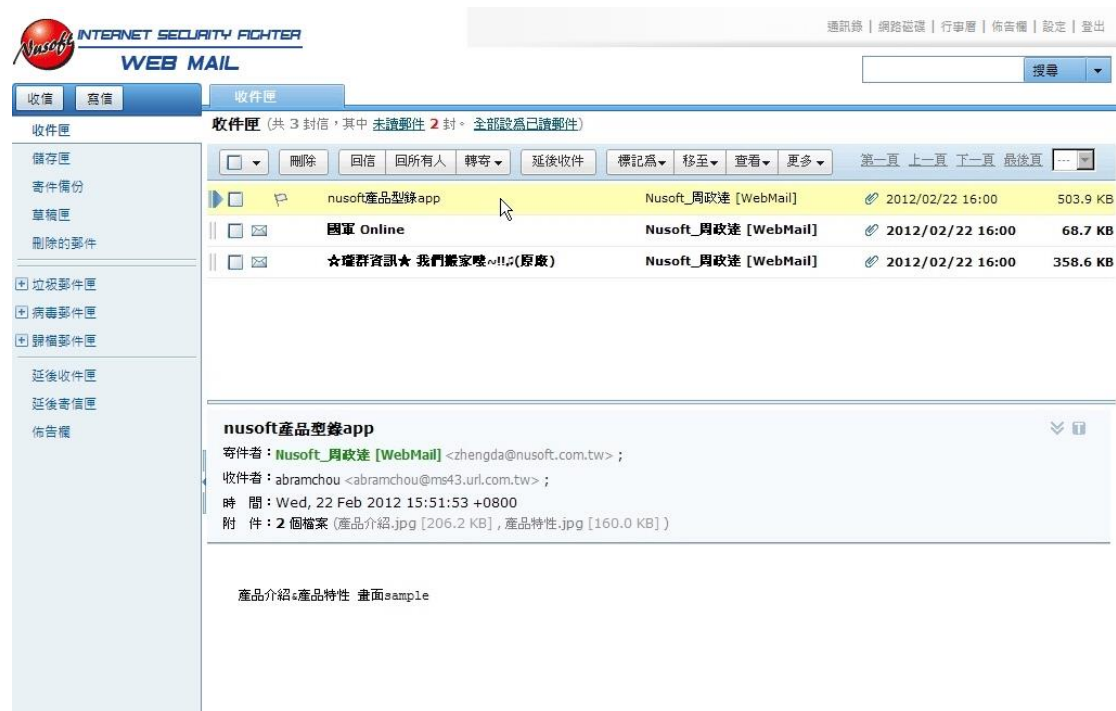 Nusoft INTERNET SECURITY FIGHTER
WEB MAIL
通訊錄 | 網路磁碟 | 行事曆 | 佈告欄 | 設定 | 登出
搜尋
收信 寫信
收件匣
收件匣 (共 3 封信，其中 未讀郵件 2 封。 全部設為已讀郵件)
刪除 回信 回所有人 轉寄 延後收件 標記為 移至 查看 更多 第一頁 上一頁 下一頁 最後頁 ---
收件匣
儲存匣
寄件備份
草稿匣
刪除的郵件
垃圾郵件匣
病毒郵件匣
歸檔郵件匣
延後收件匣
延後寄信匣
佈告欄
nusoft產品型錄app Nusoft_周政達 [WebMail] 2012/02/22 16:00 503.9 KB
國軍 Online Nusoft_周政達 [WebMail] 2012/02/22 16:00 68.7 KB
★瓏群資訊★ 我們搬家嘍~!!♫(原廠) Nusoft_周政達 [WebMail] 2012/02/22 16:00 358.6 KB
nusoft產品型錄app
寄件者：Nusoft_周政達 [WebMail] <zhengda@nusoft.com.tw> ;
收件者：abramchou <abramchou@ms43.url.com.tw> ;
時 間：Wed, 22 Feb 2012 15:51:53 +0800
附 件：2 個檔案 (產品介紹.jpg [206.2 KB] , 產品特性.jpg [160.0 KB] )
產品介紹&產品特性 畫面sample